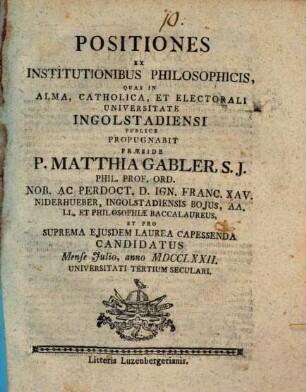 POSITIONES
EX
INSTITUTIONIBUS PHILOSOPHICIS,
QUAS IN
ALMA, CATHOLICA, ET ELECTORALI
UNIVERSITATE
INGOLSTADIENSI
PUBLICE
PROPUGNABIT
PRÆSIDE
P. MATTHIA GABLER, S. J.
PHIL. PROF. ORD.
NOB. AC PERDOCT. D. IGN. FRANC. XAV.
NIDERHUEBER, INGOLSTADIENSIS BOJUS, AA.
LL. ET PHILOSOPHIÆ BACCALAUREUS,
ET PRO
SUPREMA EJUSDEM LAUREA CAPESSENDA
CANDIDATUS
Mense Julio, anno MDCCLXXII.
UNIVERSITATI TERTIUM SECULARI.
Litteris Luzenbergerianis.